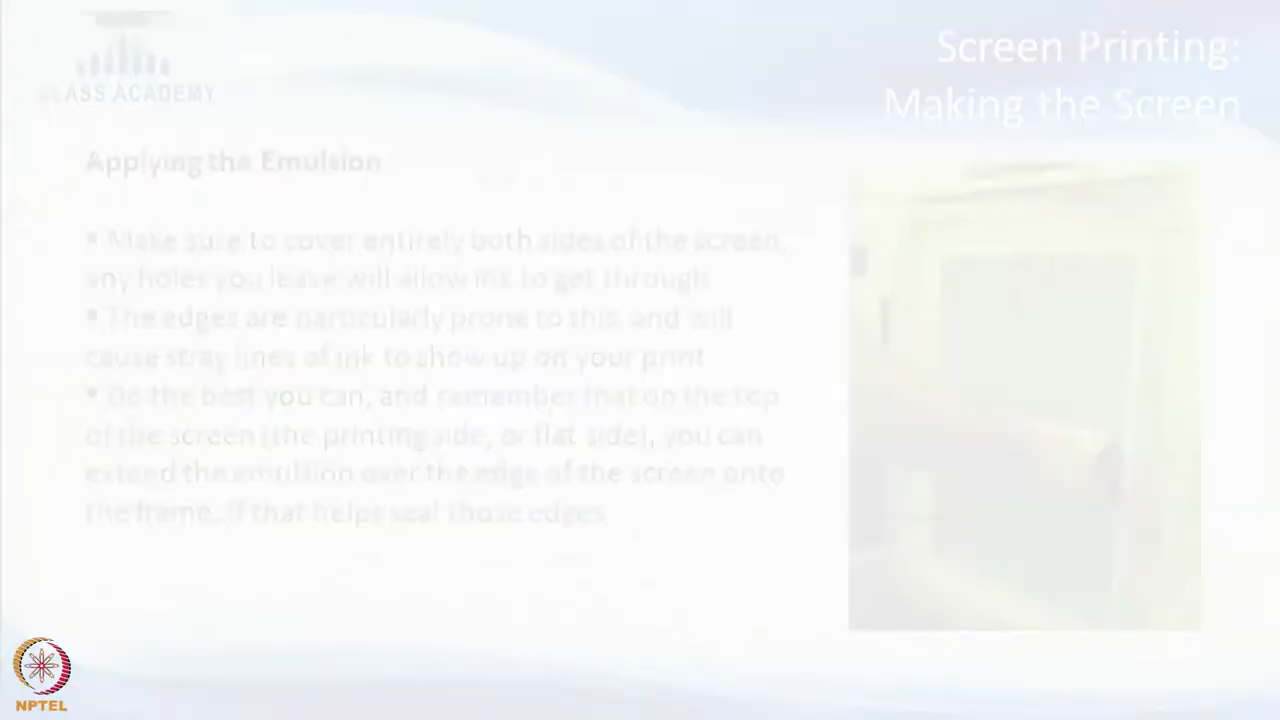 Screen Printing:
Making the Screen
GLASS ACADEMY
Applying the Emulsion
• Make sure to cover entirely both sides of the screen,
any holes you leave will allow ink to get through
• The edges are particularly prone to this, and will
cause stray lines of ink to show up on your print
• Do the best you can, and remember that on the top
of the screen (the printing side, or flat side), you can
extend the emulsion over the edge of the screen onto
the frame, if that helps seal those edges
NPTEL